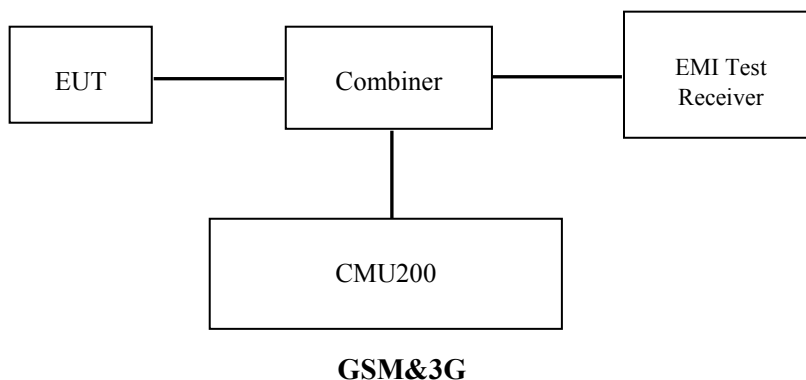 EUT
Combiner
EMI Test
Receiver
CMU200
GSM&3G